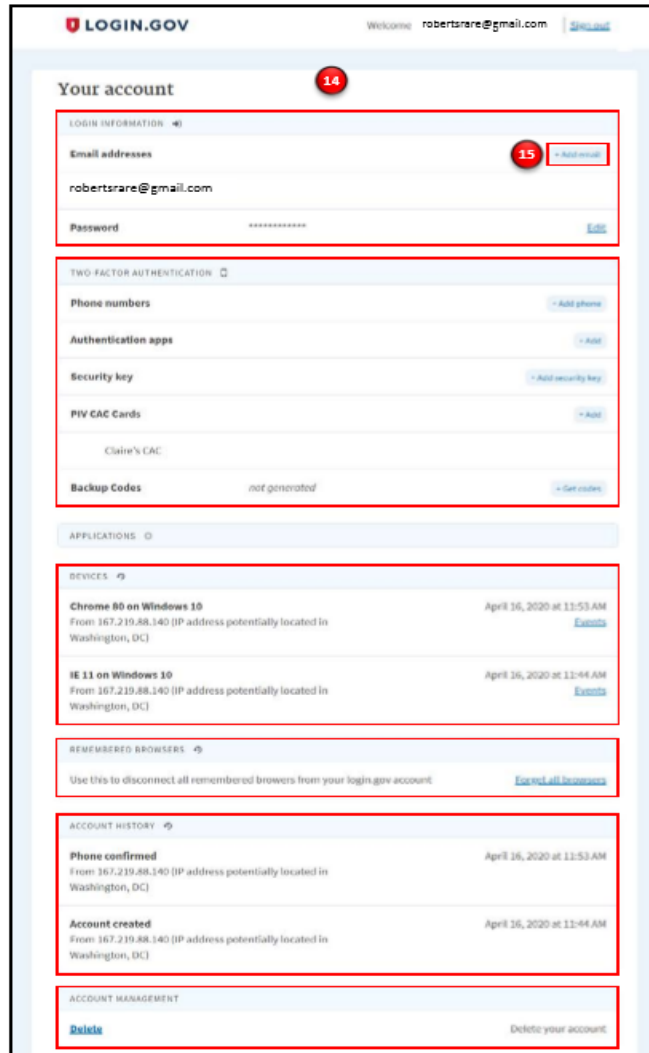 LOGIN.GOV Welcome robertsrare@gmail.com Sign out
Your account 14
LOGIN INFORMATION
Email addresses 15 + Add email
robertsrare@gmail.com
Password ************ Edit
TWO-FACTOR AUTHENTICATION
Phone numbers + Add phone
Authentication apps + Add
Security key + Add security key
PIV CAC Cards + Add
Claire's CAC
Backup Codes not generated + Get codes
APPLICATIONS
DEVICES
Chrome 80 on Windows 10 April 16, 2020 at 11:53 AM
From 167.219.88.140 (IP address potentially located in Events
Washington, DC)
IE 11 on Windows 10 April 16, 2020 at 11:44 AM
From 167.219.88.140 (IP address potentially located in Events
Washington, DC)
REMEMBERED BROWSERS
Use this to disconnect all remembered browers from your login.gov account Forget all browsers
ACCOUNT HISTORY
Phone confirmed April 16, 2020 at 11:53 AM
From 167.219.88.140 (IP address potentially located in
Washington, DC)
Account created April 16, 2020 at 11:44 AM
From 167.219.88.140 (IP address potentially located in
Washington, DC)
ACCOUNT MANAGEMENT
Delete Delete your account